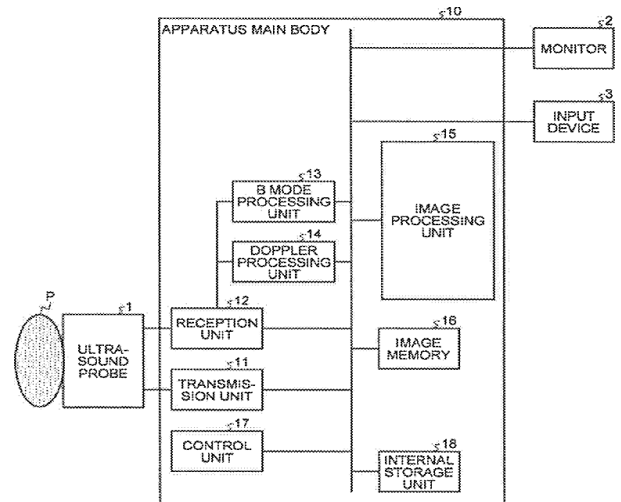 10
APPARATUS MAIN BODY
2
MONITOR
3
INPUT
DEVICE
15
IMAGE
PROCESSING
UNIT
13
B MODE
PROCESSING
UNIT
14
DOPPLER
PROCESSING
UNIT
P
1
ULTRA-
SOUND
PROBE
12
RECEPTION
UNIT
16
IMAGE
MEMORY
11
TRANSMIS-
SION UNIT
17
CONTROL
UNIT
18
INTERNAL
STORAGE
UNIT